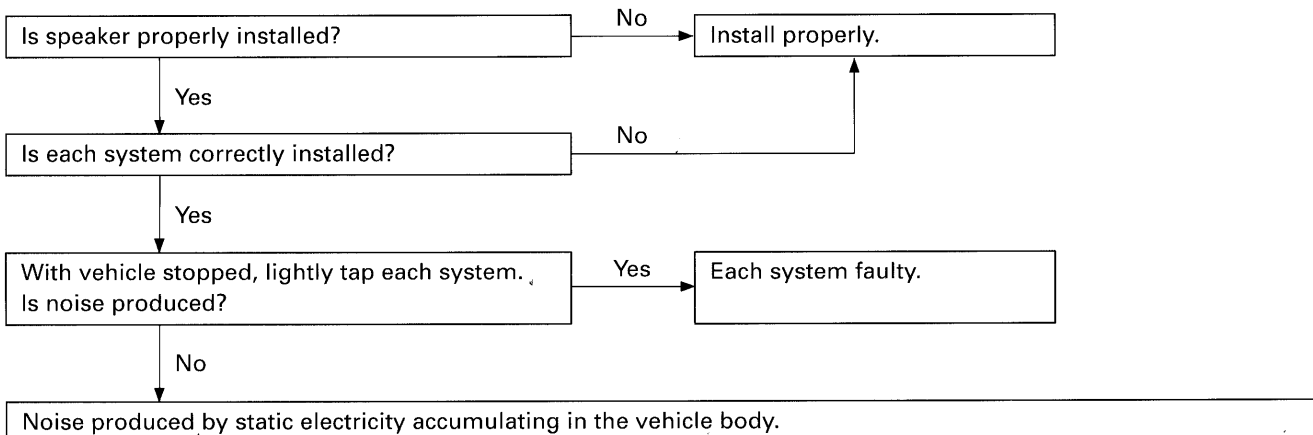 Is speaker properly installed?
No
Install properly.
Yes
Is each system correctly installed?
No
Yes
With vehicle stopped, lightly tap each system.
Is noise produced?
Yes
Each system faulty.
No
Noise produced by static electricity accumulating in the vehicle body.